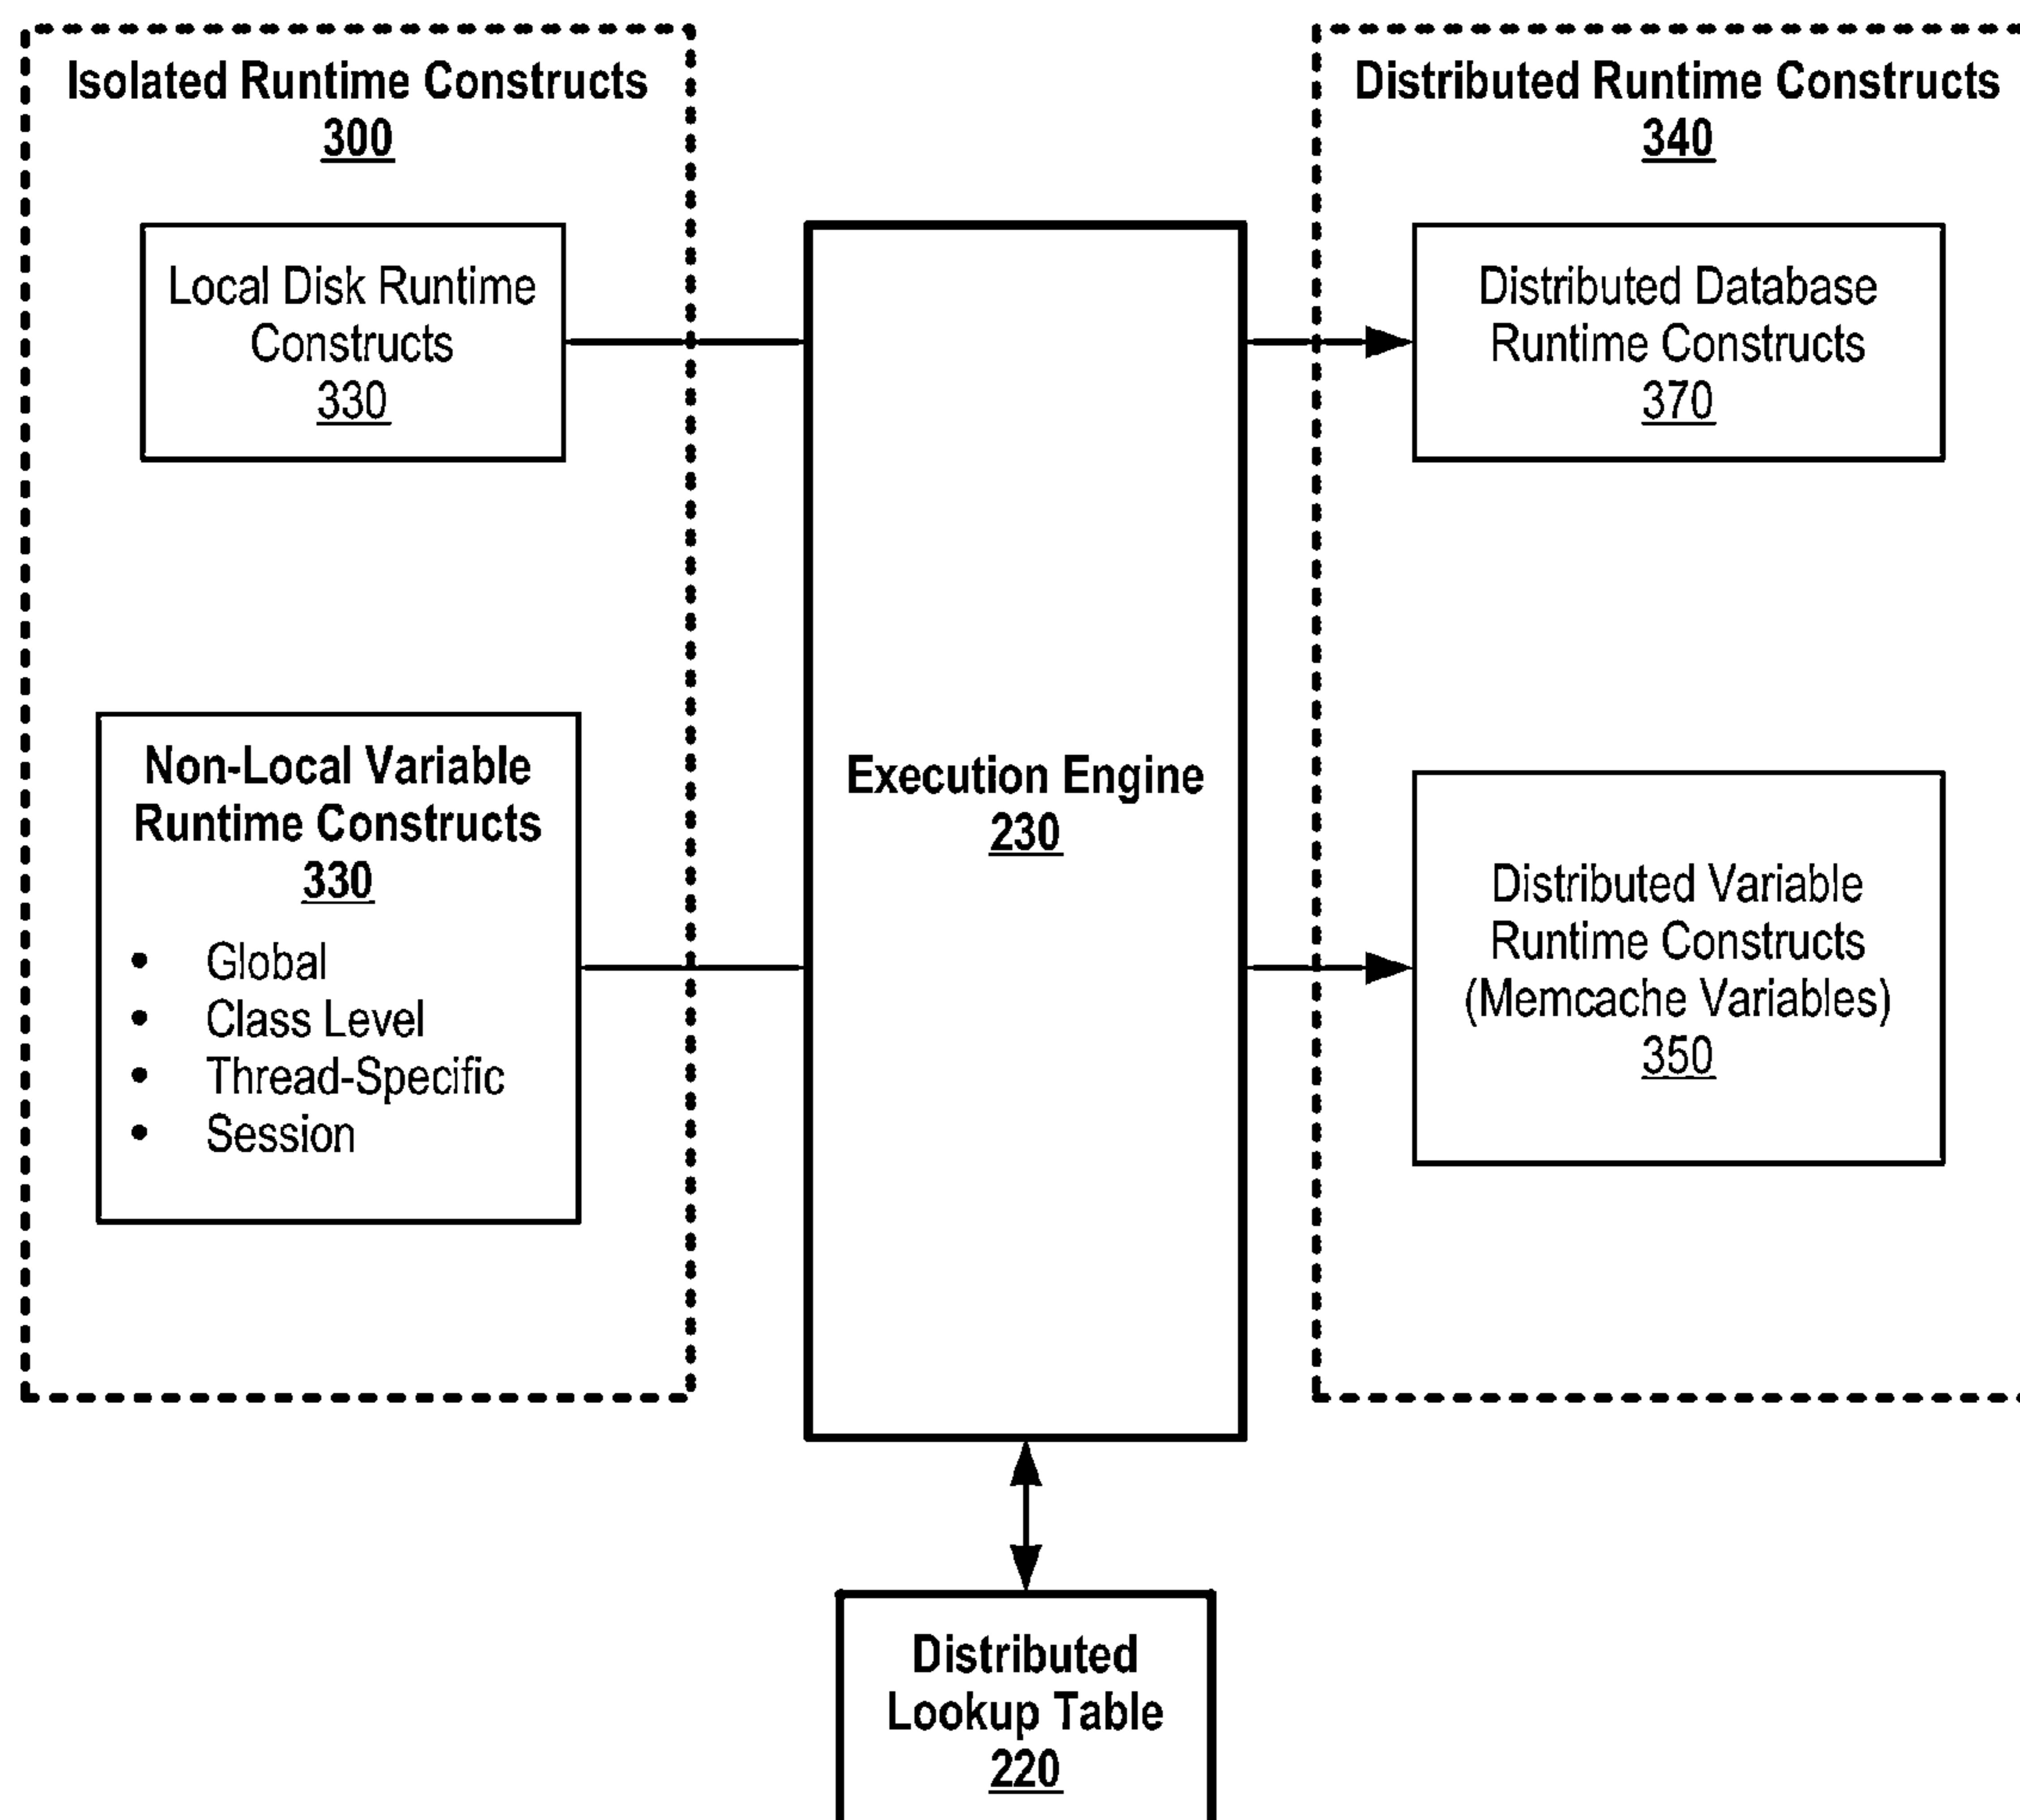 Isolated Runtime Constructs
300
Local Disk Runtime
Constructs
330
Non-Local Variable
Runtime Constructs
330
• Global
• Class Level
• Thread-Specific
• Session
Execution Engine
230
Distributed Lookup Table
220
Distributed Runtime Constructs
340
Distributed Database
Runtime Constructs
370
Distributed Variable
Runtime Constructs
(Memcache Variables)
350